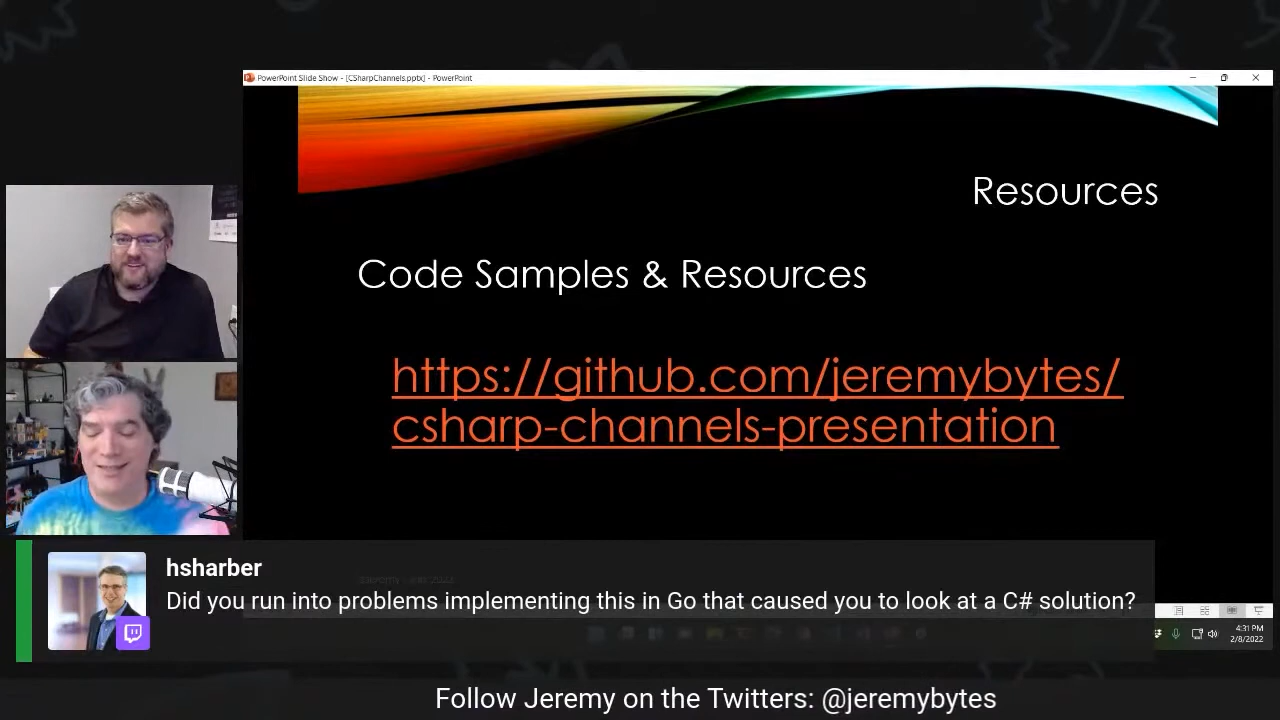 PowerPoint Slide Show - [CSharpChannels.pptx] - PowerPoint
Resources
Code Samples & Resources
https://github.com/jeremybytes/
csharp-channels-presentation
hsharber
Did you run into problems implementing this in Go that caused you to look at a C# solution?
4:31 PM
2/8/2022
Follow Jeremy on the Twitters: @jeremybytes